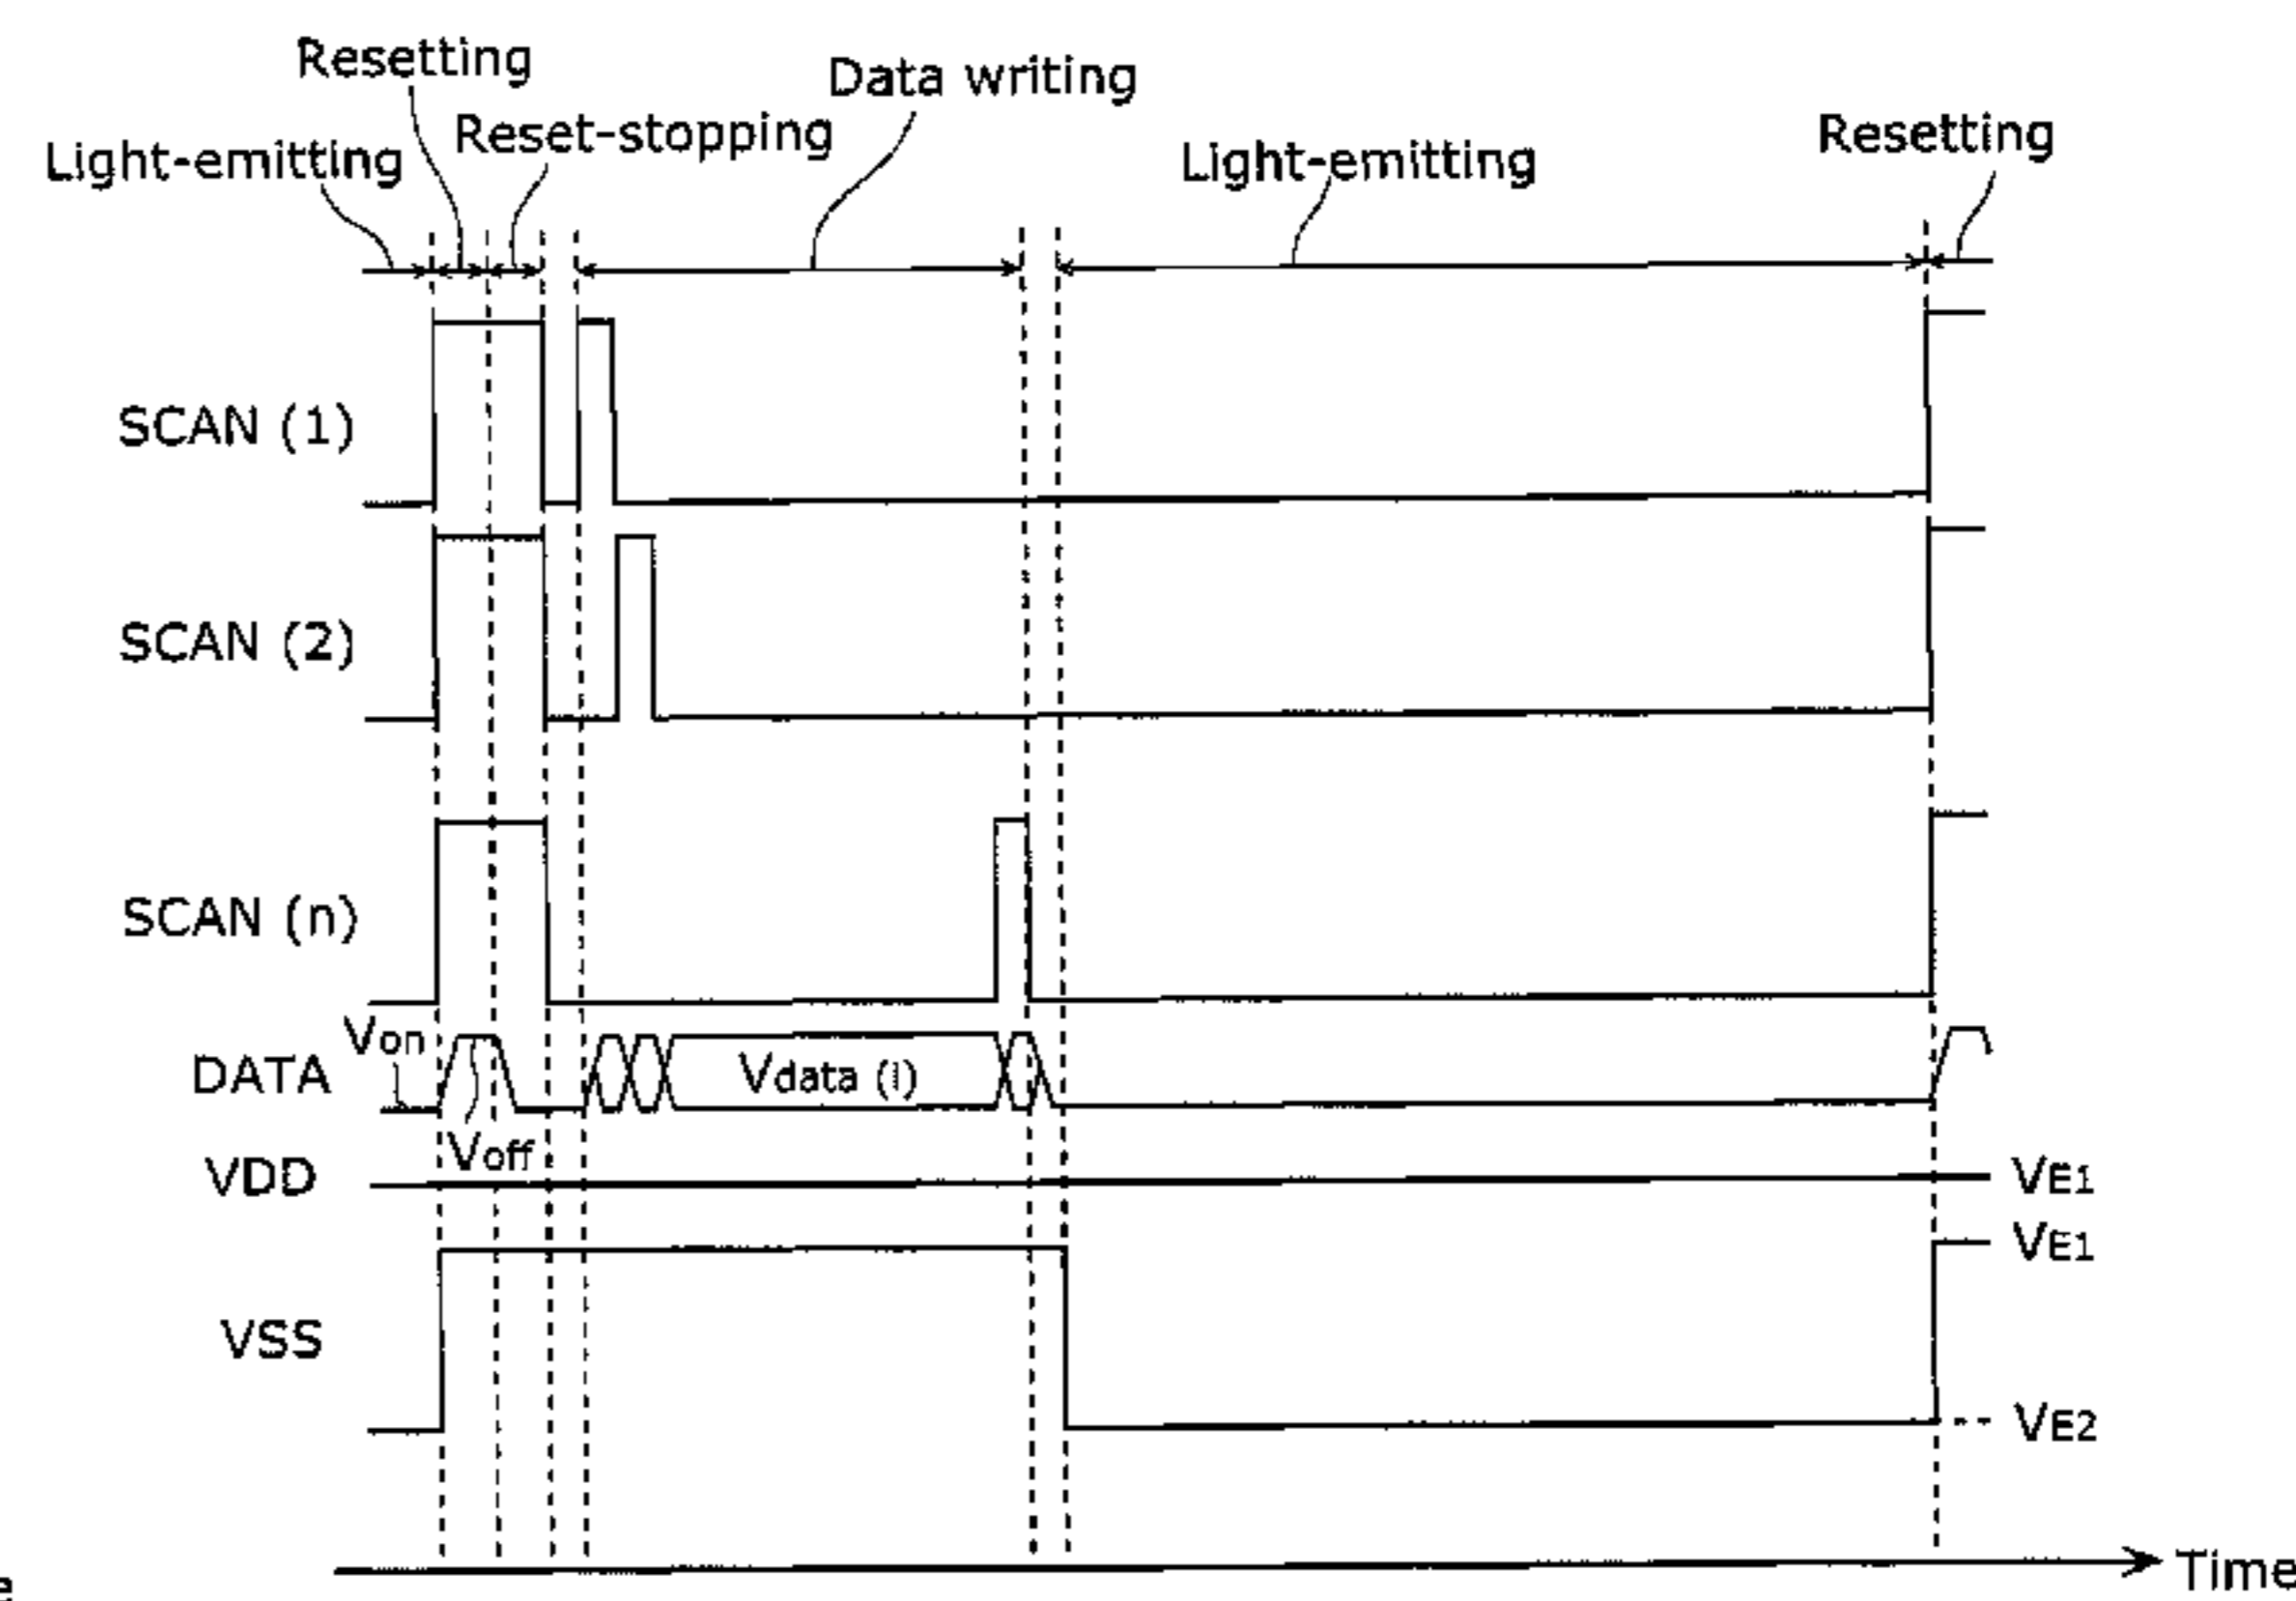 Resetting
Data writing
Reset-stopping
Light-emitting
Light-emitting
Resetting
SCAN (1)
SCAN (2)
SCAN (n)
Von
DATA
Vdata (i)
Voff
VDD
VE1
VE1
VSS
VE2
Time
e